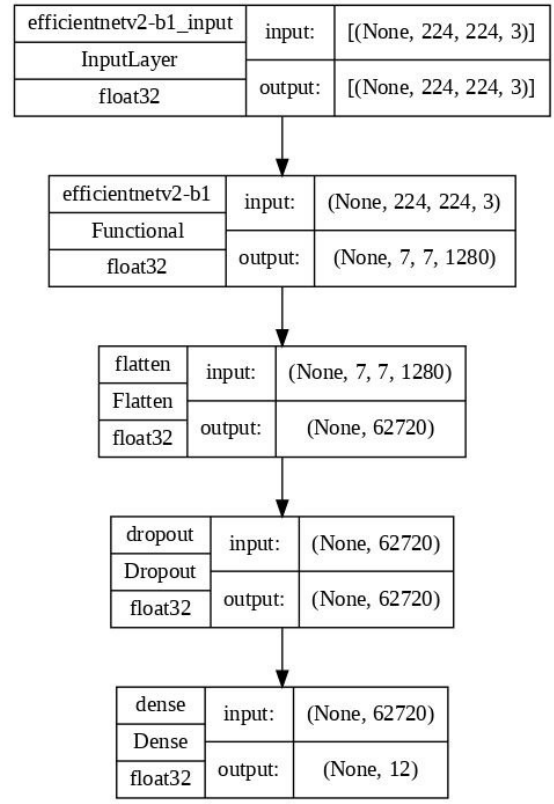 efficientnetv2-b1_input
InputLayer
float32
input:
output:
[(None, 224, 224, 3)]
[(None, 224, 224, 3)]
efficientnetv2-b1
Functional
float32
input:
output:
(None, 224, 224, 3)
(None, 7, 7, 1280)
flatten
Flatten
float32
input:
output:
(None, 7, 7, 1280)
(None, 62720)
dropout
Dropout
float32
input:
output:
(None, 62720)
(None, 62720)
dense
Dense
float32
input:
output:
(None, 62720)
(None, 12)